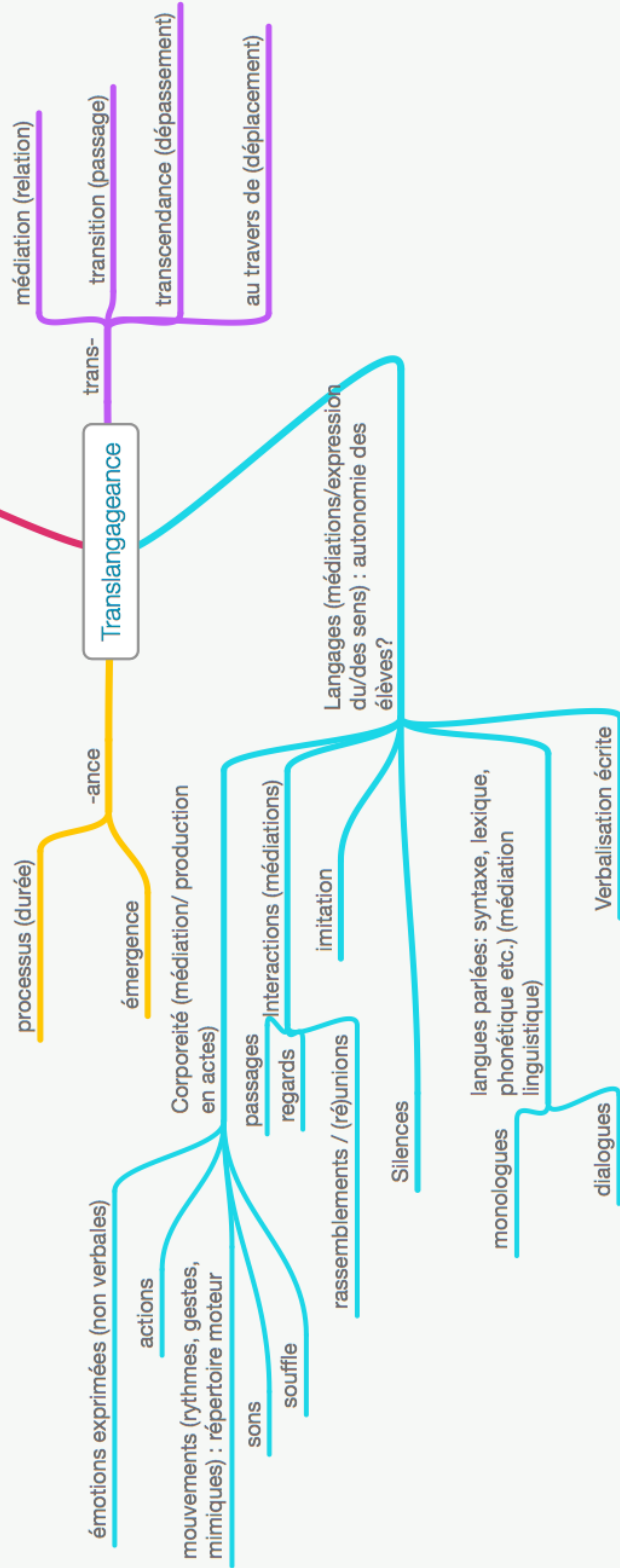 Translangageance
trans-
médiation (relation)
transition (passage)
transcendance (dépassement)
au travers de (déplacement)
-ance
processus (durée)
émergence
Langages (médiations/expression
du/des sens) : autonomie des
élèves?
Corporeité (médiation/ production
en actes)
émotions exprimées (non verbales)
actions
mouvements (rythmes, gestes,
mimiques) : répertoire moteur
sons
souffle
Interactions (médiations)
passages
regards
rassemblements / (ré)unions
imitation
Silences
langues parlées: syntaxe, lexique,
phonétique etc.) (médiation
linguistique)
monologues
dialogues
Verbalisation écrite